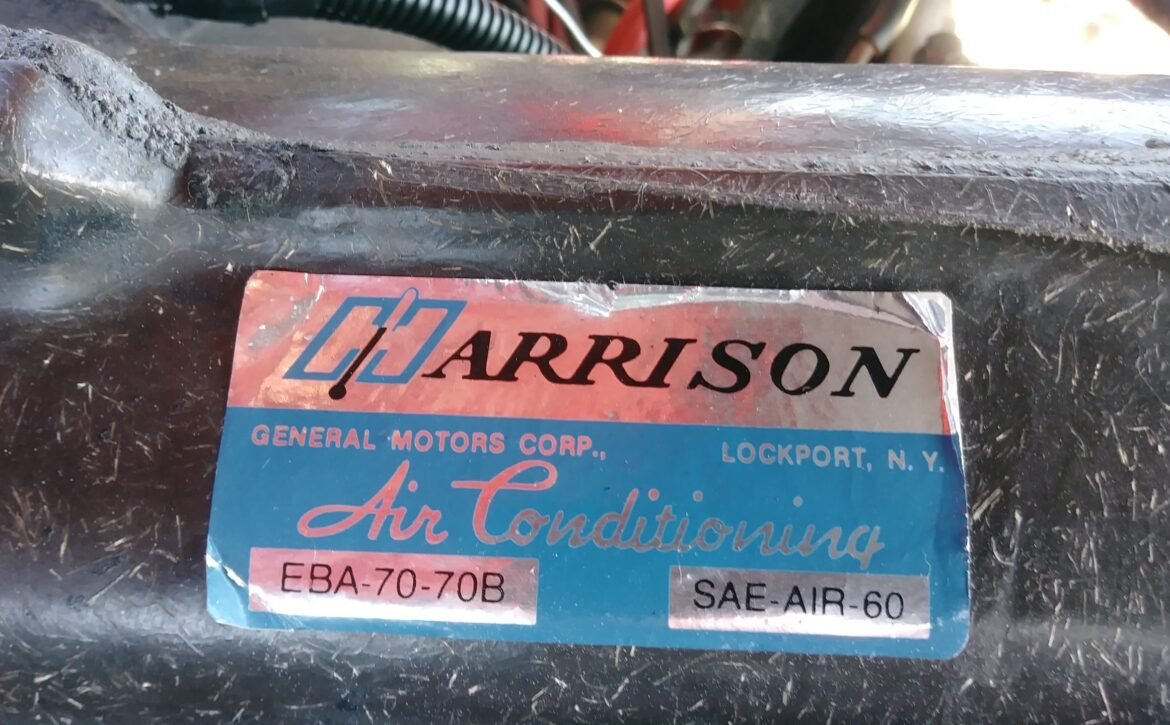 HARRISON
GENERAL MOTORS CORP., LOCKPORT, N. Y.
Air Conditioning
EBA-70-70B SAE-AIR-60